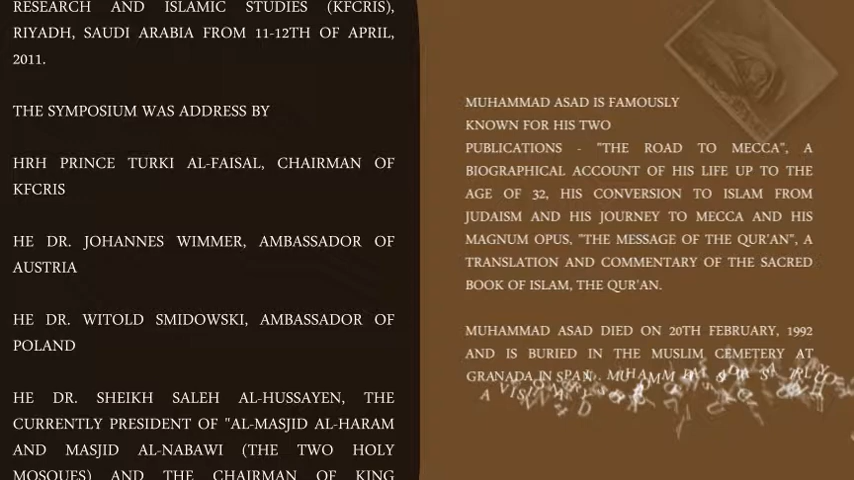 RESEARCH AND ISLAMIC STUDIES (KFCRIS),
RIYADH, SAUDI ARABIA FROM 11-12TH OF APRIL,
2011.
THE SYMPOSIUM WAS ADDRESS BY
HRH PRINCE TURKI AL-FAISAL, CHAIRMAN OF
KFCRIS
HE DR. JOHANNES WIMMER, AMBASSADOR OF
AUSTRIA
HE DR. WITOLD SMIDOWSKI, AMBASSADOR OF
POLAND
HE DR. SHEIKH SALEH AL-HUSSAYEN, THE
CURRENTLY PRESIDENT OF "AL-MASJID AL-HARAM
AND MASJID AL-NABAWI (THE TWO HOLY
MOSQUES) AND THE CHAIRMAN OF KING
MUHAMMAD ASAD IS FAMOUSLY
KNOWN FOR HIS TWO
PUBLICATIONS - "THE ROAD TO MECCA", A
BIOGRAPHICAL ACCOUNT OF HIS LIFE UP TO THE
AGE OF 32, HIS CONVERSION TO ISLAM FROM
JUDAISM AND HIS JOURNEY TO MECCA AND HIS
MAGNUM OPUS, "THE MESSAGE OF THE QUR'AN", A
TRANSLATION AND COMMENTARY OF THE SACRED
BOOK OF ISLAM, THE QUR'AN.
MUHAMMAD ASAD DIED ON 20TH FEBRUARY, 1992
AND IS BURIED IN THE MUSLIM CEMETERY AT
GRANADA IN SPAIN.